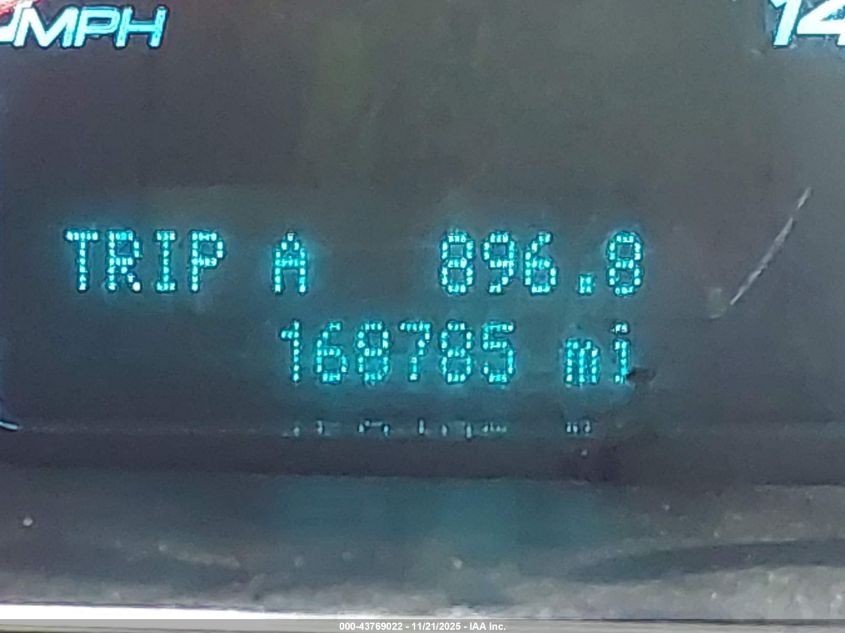 MPH
14
TRIP A 896.8
168785 mi
000-43769022 - 11/21/2025 - IAA Inc.